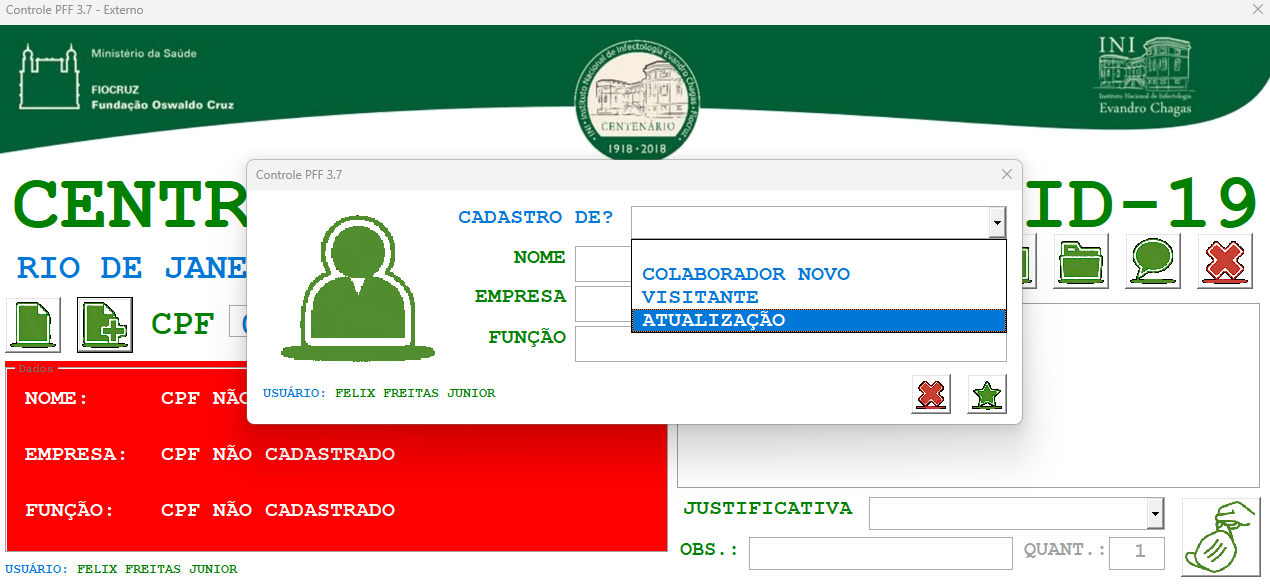 Controle PFF 3.7 - Externo
Ministério da Saúde
FIOCRUZ
Fundação Oswaldo Cruz
INI • Instituto Nacional de Infectologia Evandro Chagas • Fiocruz
CENTENÁRIO
1918 • 2018
INI
Instituto Nacional de Infectologia
Evandro Chagas
CENTR
ID-19
RIO DE JANE
CPF
Controle PFF 3.7
CADASTRO DE?
COLABORADOR NOVO
VISITANTE
ATUALIZAÇÃO
NOME
EMPRESA
FUNÇÃO
USUÁRIO: FELIX FREITAS JUNIOR
Dados
NOME: CPF NÃO
EMPRESA: CPF NÃO CADASTRADO
FUNÇÃO: CPF NÃO CADASTRADO
JUSTIFICATIVA
OBS.: QUANT.: 1
USUÁRIO: FELIX FREITAS JUNIOR